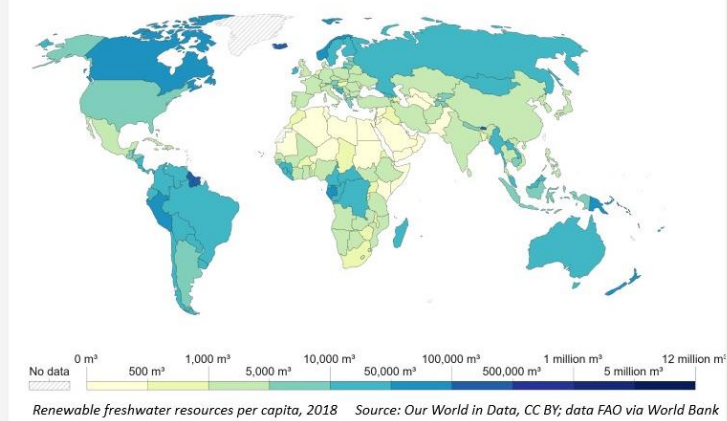 0 m³ 1,000 m³ 10,000 m³ 100,000 m³ 1 million m³ 12 million m³
No data 500 m³ 5,000 m³ 50,000 m³ 500,000 m³ 5 million m³
Renewable freshwater resources per capita, 2018 Source: Our World in Data, CC BY; data FAO via World Bank